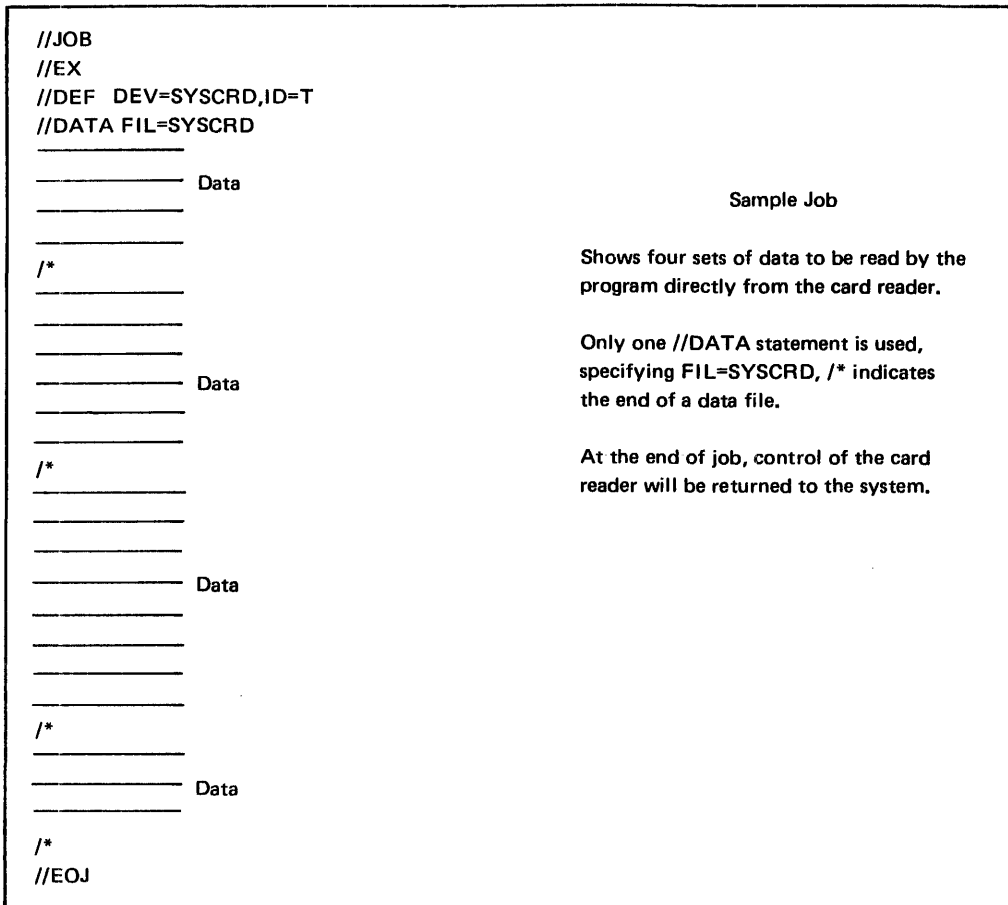 //JOB
//EX
//DEF DEV=SYSCRD,ID=T
//DATA FIL=SYSCRD
Data
/*
Data
/*
Data
/*
Data
/*
//EOJ
Sample Job
Shows four sets of data to be read by the
program directly from the card reader.
Only one //DATA statement is used,
specifying FIL=SYSCRD, /* indicates
the end of a data file.
At the end of job, control of the card
reader will be returned to the system.